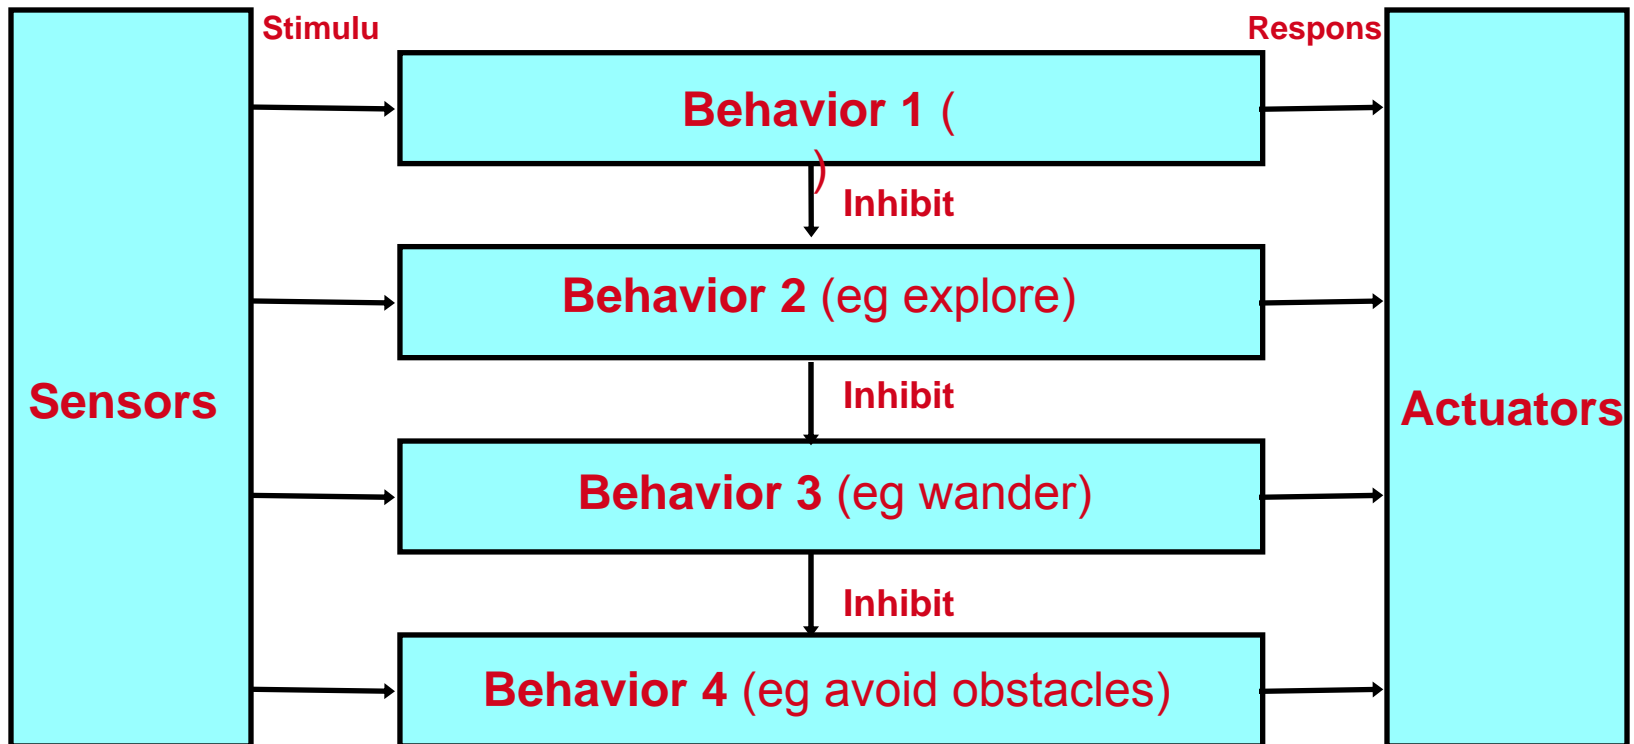 Stimulu
Respons
Behavior 1 (
)
Inhibit
Behavior 2 (eg explore)
Sensors
Inhibit
Actuators
Behavior 3 (eg wander)
Inhibit
Behavior 4 (eg avoid obstacles)